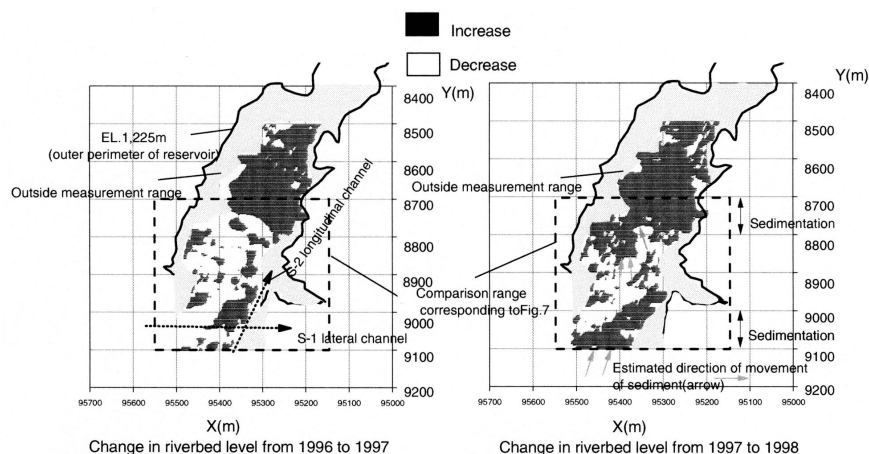 Increase
Decrease
Y(m)
8400
8500
8600
8700
8800
8900
9000
9100
9200
EL.1,225m
(outer perimeter of reservoir)
Outside measurement range
S-2 longitudinal channel
S-1 lateral channel
95700
95600
95500
95400
95300
95200
95100
95000
X(m)
Change in riverbed level from 1996 to 1997
Y(m)
8400
8500
8600
8700
8800
8900
9000
9100
9200
Outside measurement range
Sedimentation
Comparison range
corresponding toFig.7
Sedimentation
Estimated direction of movement
of sediment(arrow)
95700
95600
95500
95400
95300
95200
95100
95000
X(m)
Change in riverbed level from 1997 to 1998